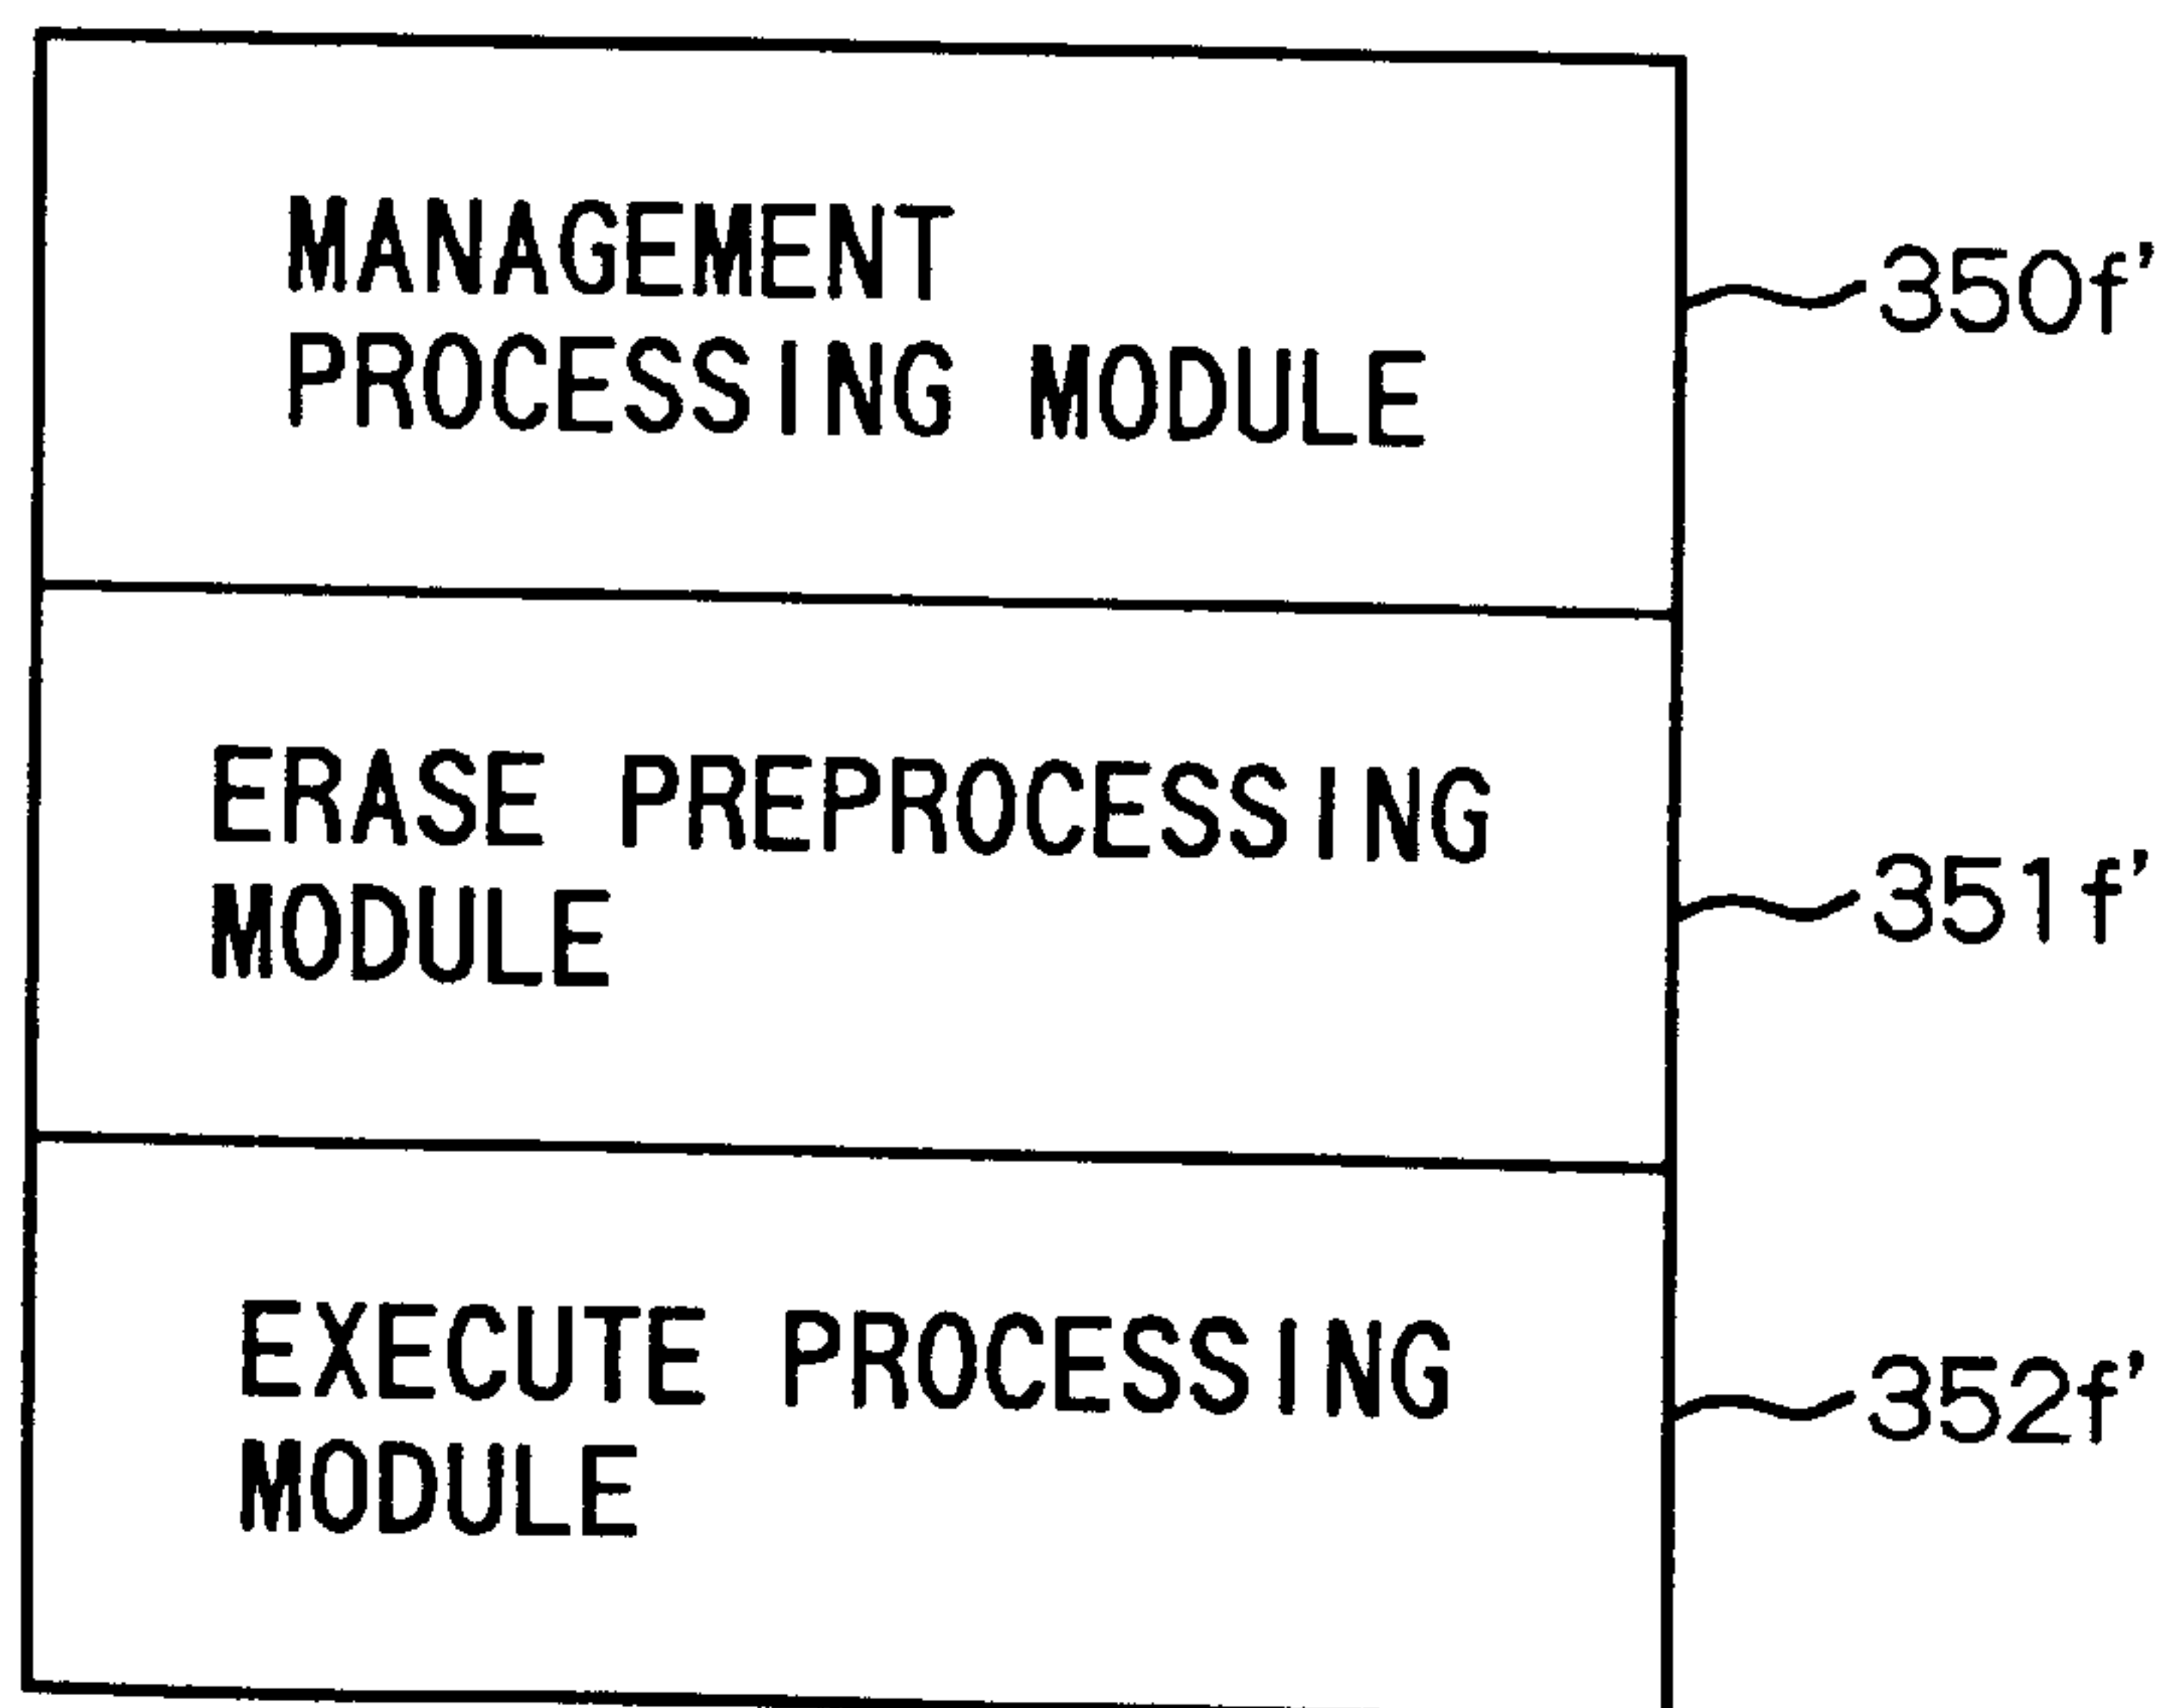 MANAGEMENT
PROCESSING MODULE
350f'
ERASE PREPROCESSING
MODULE
351f'
EXECUTE PROCESSING
MODULE
352f'